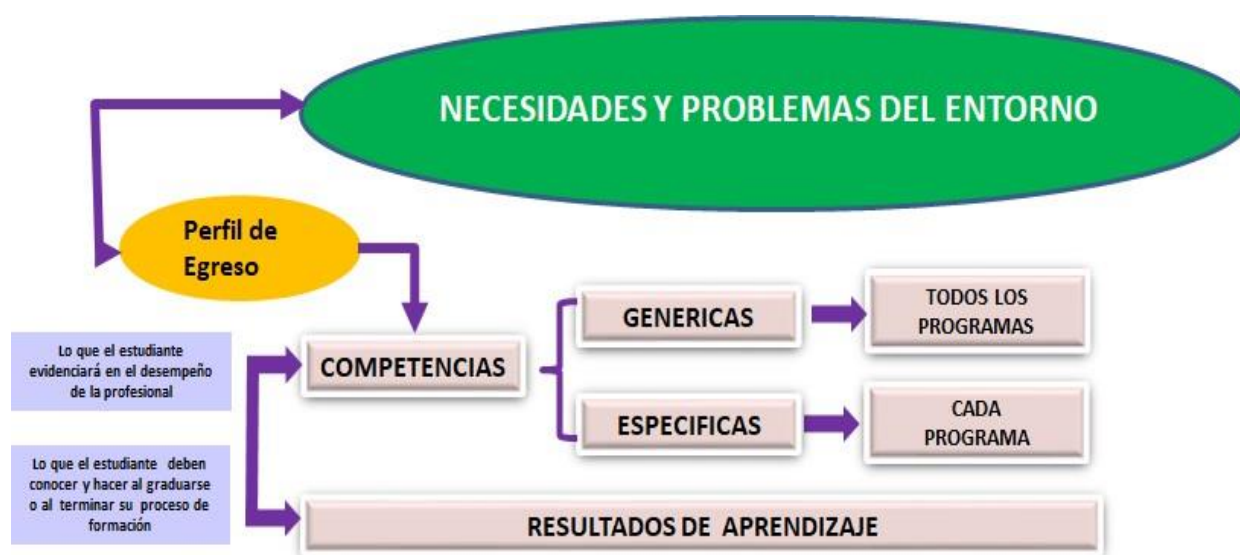 NECESIDADES Y PROBLEMAS DEL ENTORNO
Perfil de
Egreso
GENERICAS
TODOS LOS
PROGRAMAS
Lo que el estudiante
evidenciará en el desempeño
de la profesional
COMPETENCIAS
ESPECIFICAS
CADA
PROGRAMA
Lo que el estudiante deben
conocer y hacer al graduarse
o al terminar su proceso de
formación
RESULTADOS DE APRENDIZAJE